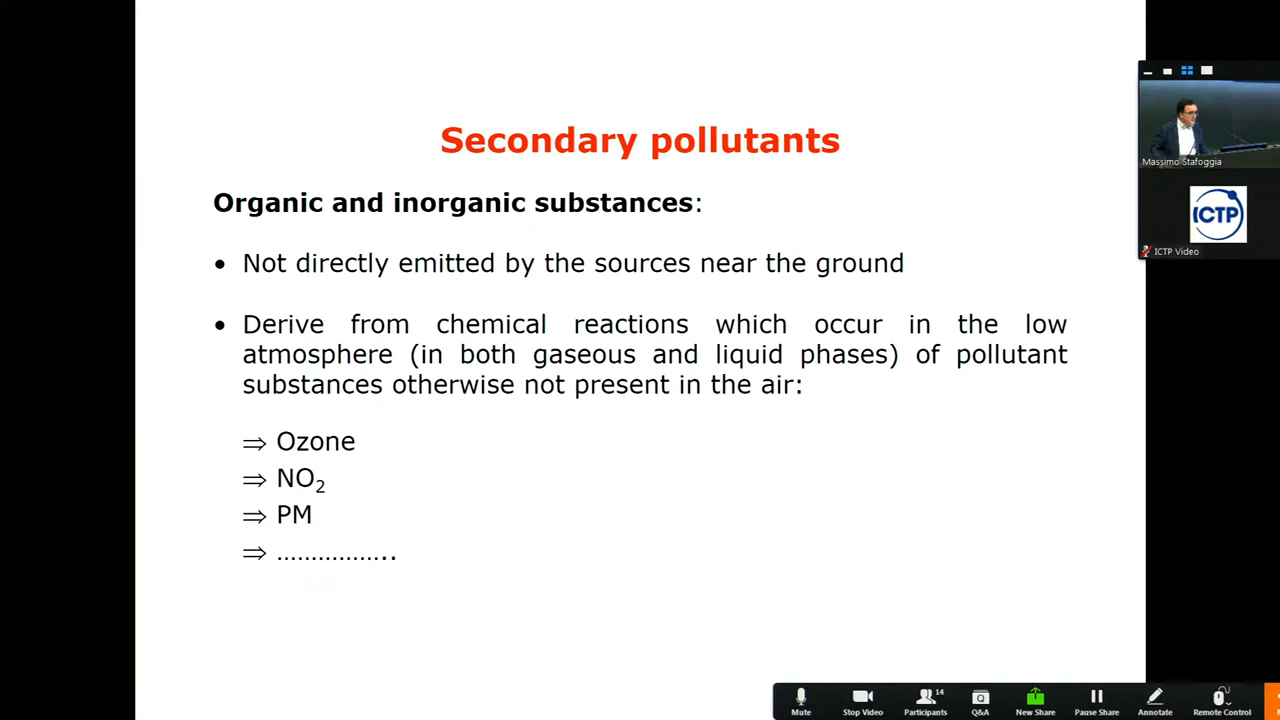 Secondary pollutants
Organic and inorganic substances:
• Not directly emitted by the sources near the ground
• Derive from chemical reactions which occur in the low
atmosphere (in both gaseous and liquid phases) of pollutant
substances otherwise not present in the air:
⇒ Ozone
⇒ NO₂
⇒ PM
⇒ ……………..
Massimo Stafoggia
ICTP
ICTP Video
Mute
Stop Video
14
Participants
Q&A
New Share
Pause Share
Annotate
Remote Control